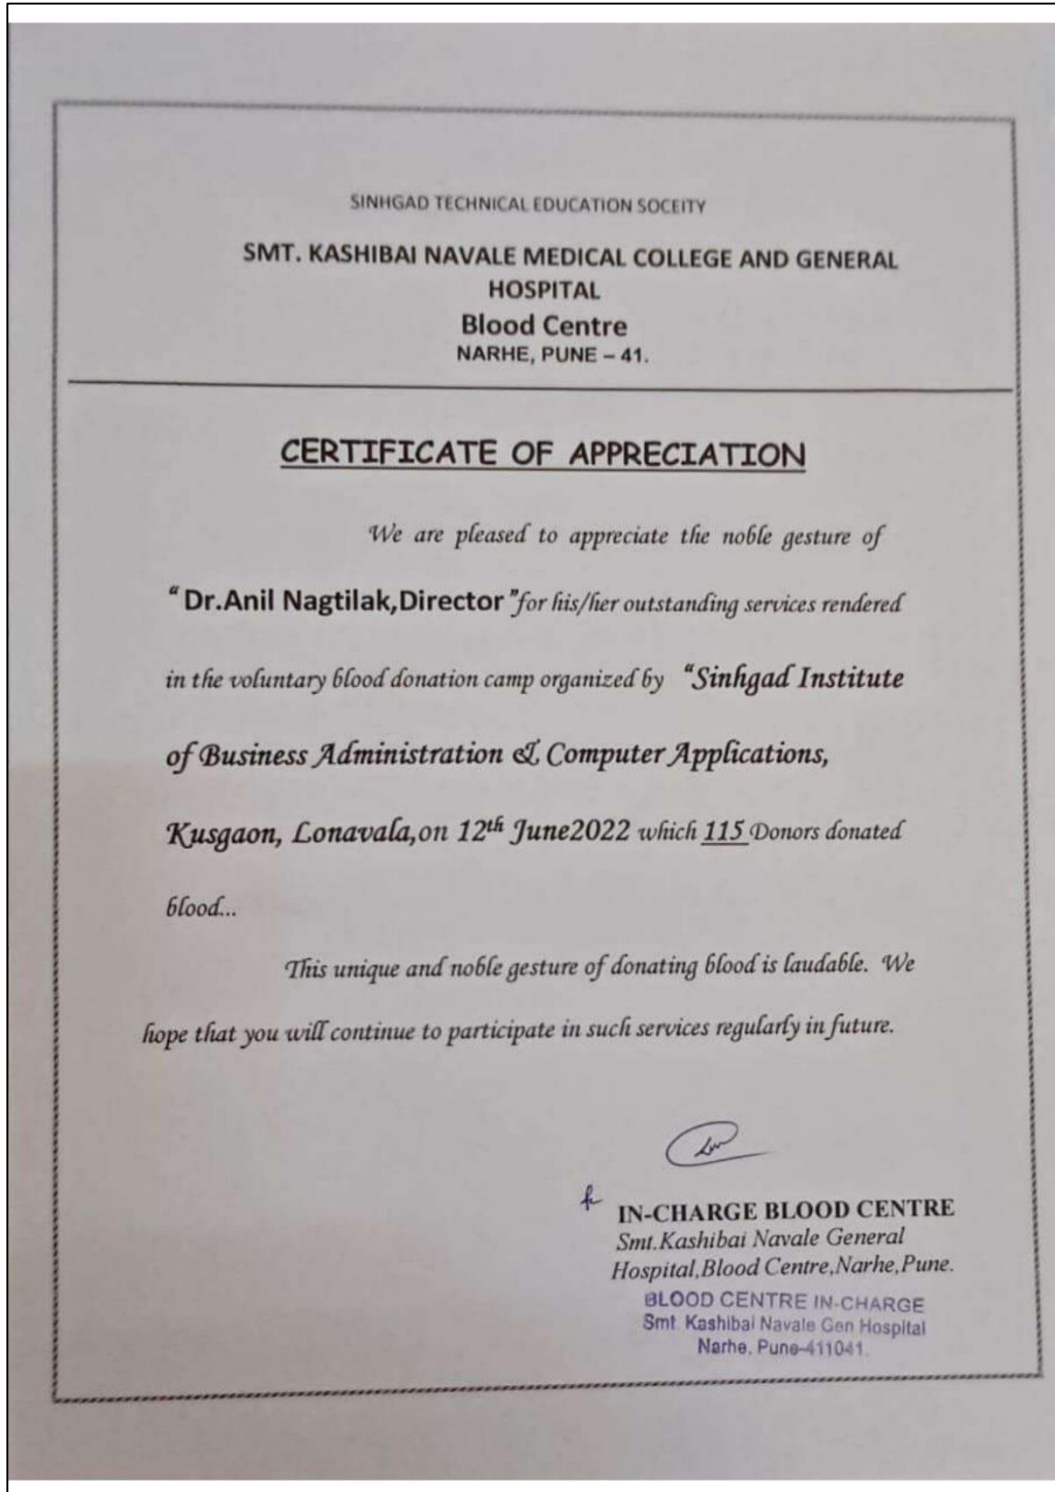 SINHGAD TECHNICAL EDUCATION SOCEITY
SMT. KASHIBAI NAVALE MEDICAL COLLEGE AND GENERAL
HOSPITAL
Blood Centre
NARHE, PUNE – 41.
CERTIFICATE OF APPRECIATION
We are pleased to appreciate the noble gesture of
“Dr.Anil Nagtilak,Director”for his/her outstanding services rendered
in the voluntary blood donation camp organized by “Sinhgad Institute
of Business Administration & Computer Applications,
Kusgaon, Lonavala,on 12th June2022 which 115 Donors donated
blood...
This unique and noble gesture of donating blood is laudable. We
hope that you will continue to participate in such services regularly in future.
IN-CHARGE BLOOD CENTRE
Smt.Kashibai Navale General
Hospital,Blood Centre,Narhe,Pune.
BLOOD CENTRE IN-CHARGE
Smt. Kashibai Navale Gen Hospital
Narhe, Pune-411041.